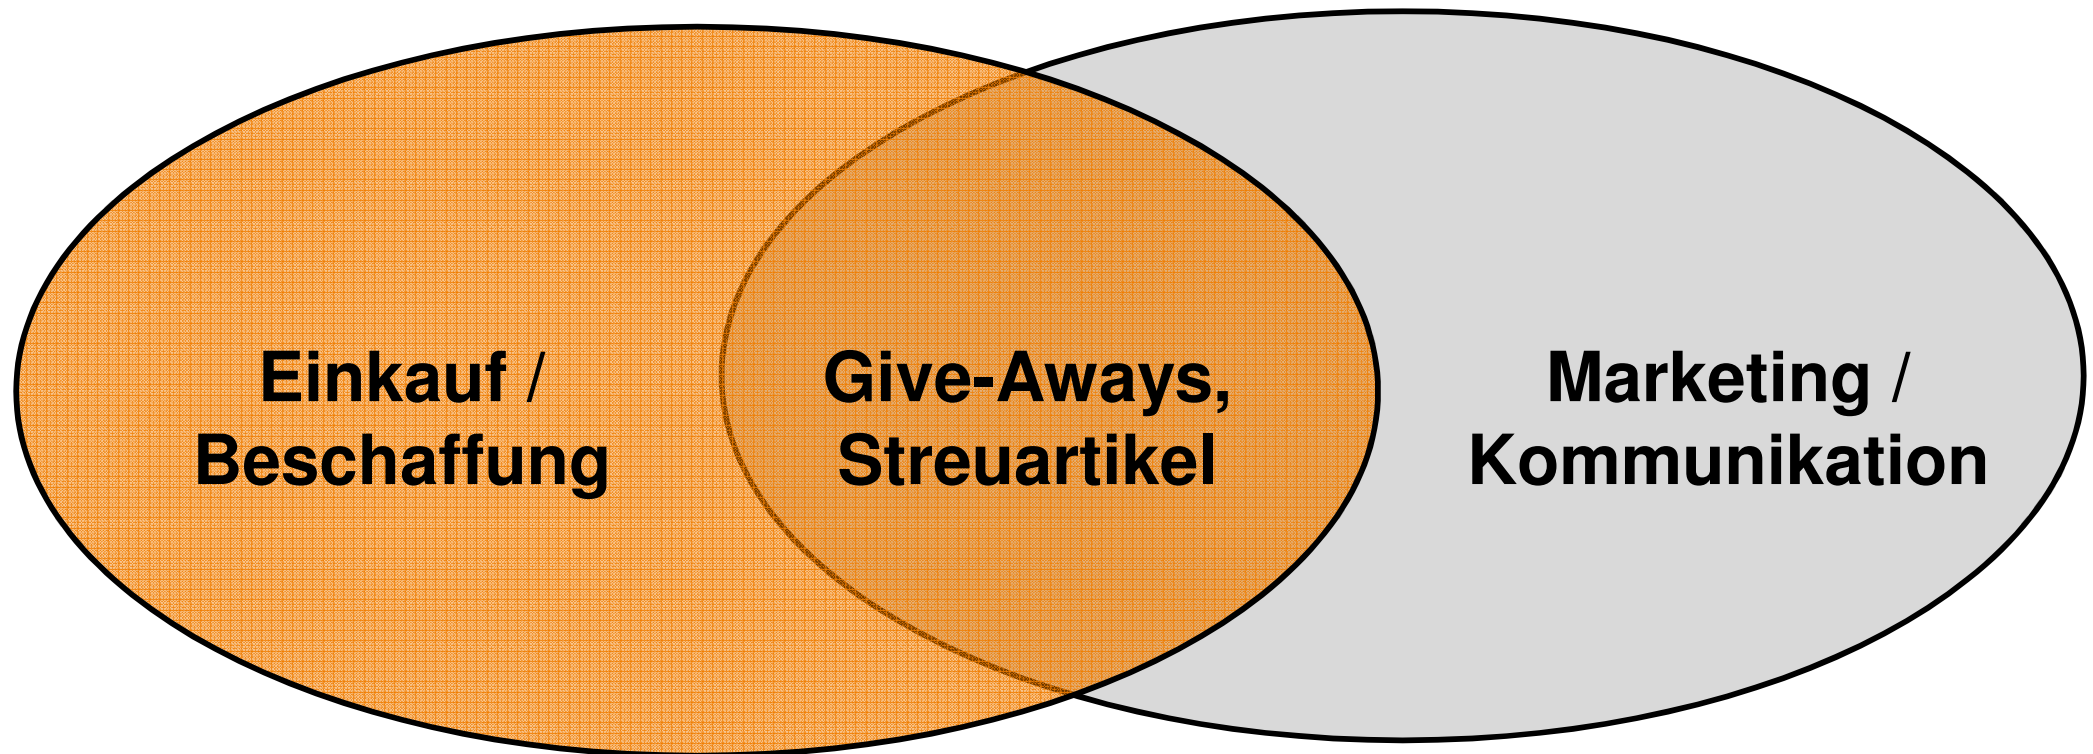 Einkauf /
Beschaffung
Give-Aways,
Streuartikel
Marketing /
Kommunikation